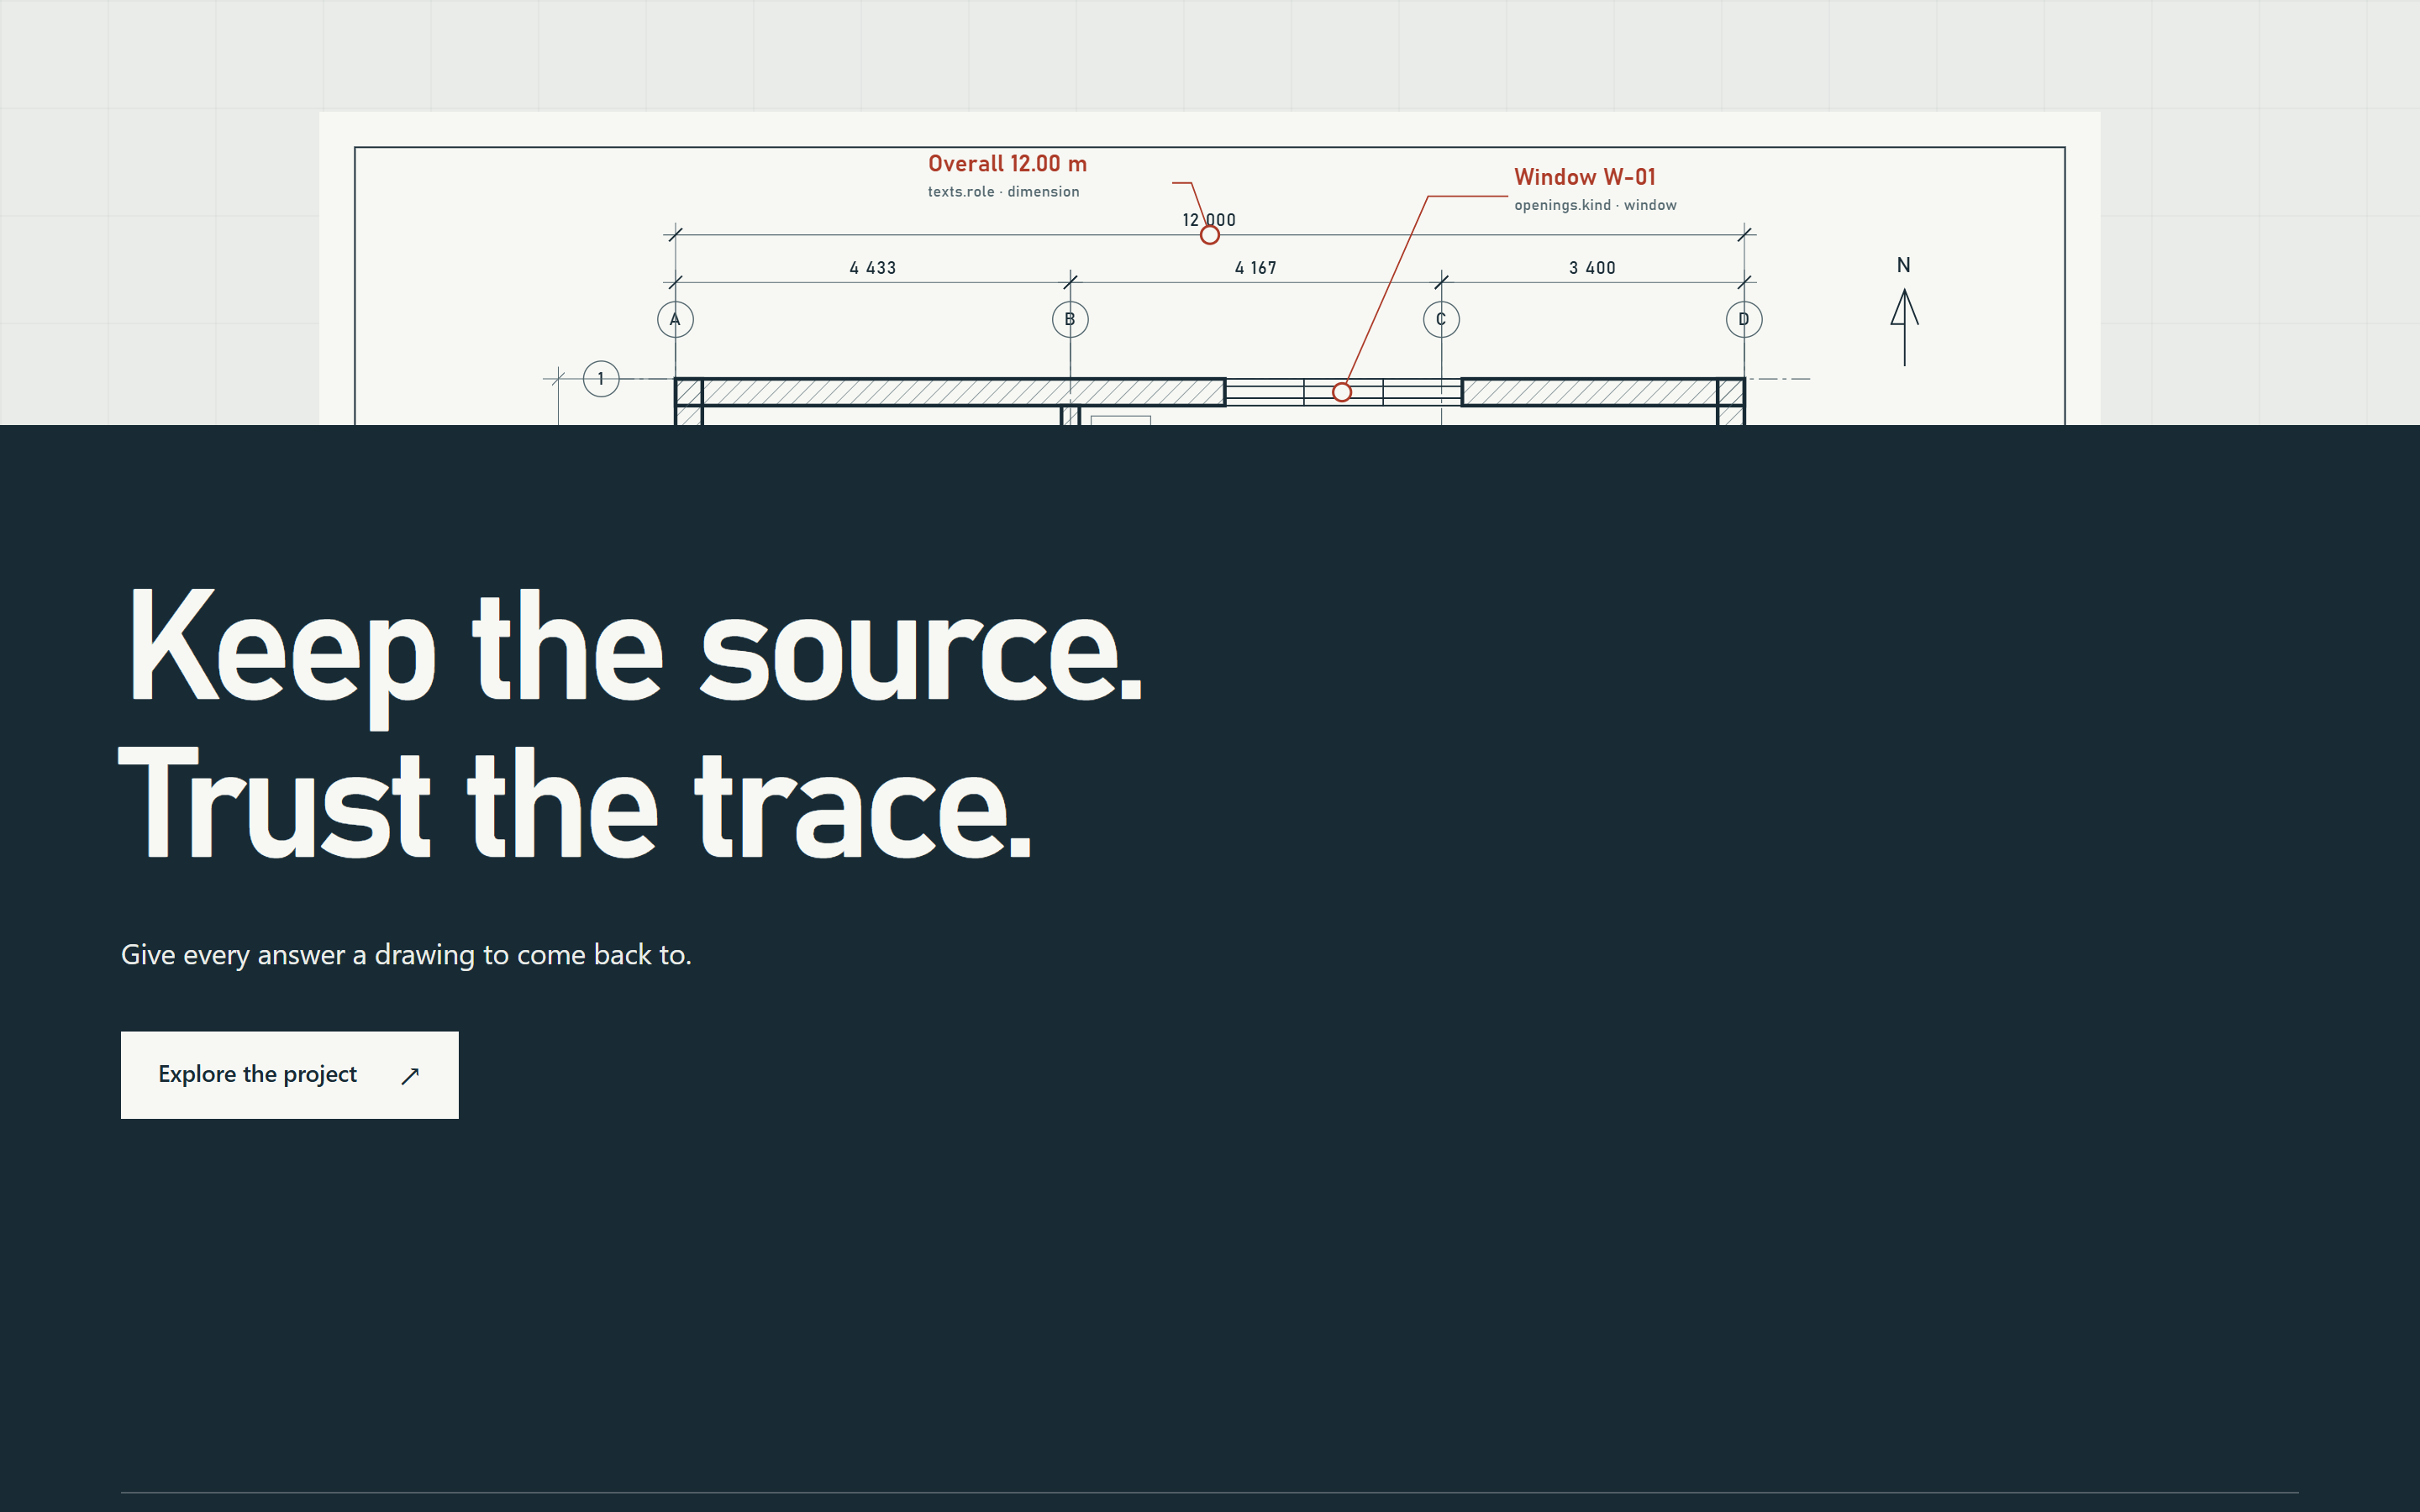 Overall 12.00 m
texts.role · dimension
Window W-01
openings.kind · window
12 000
4 433
4 167
3 400
N
A
B
C
D
1
Keep the source.
Trust the trace.
Give every answer a drawing to come back to.
Explore the project ↗